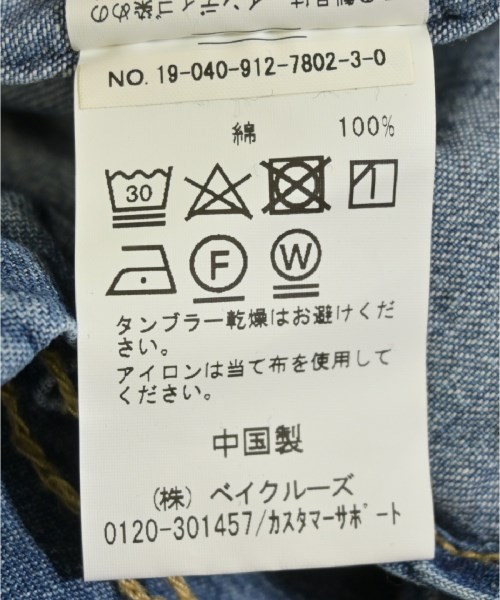 NO. 19-040-912-7802-3-0
綿 100%
30
F W
タンブラー乾燥はお避けくだ
さい。
アイロンは当て布を使用して
ください。
中国製
(株) ベイクルーズ
0120-301457/カスタマーサポート